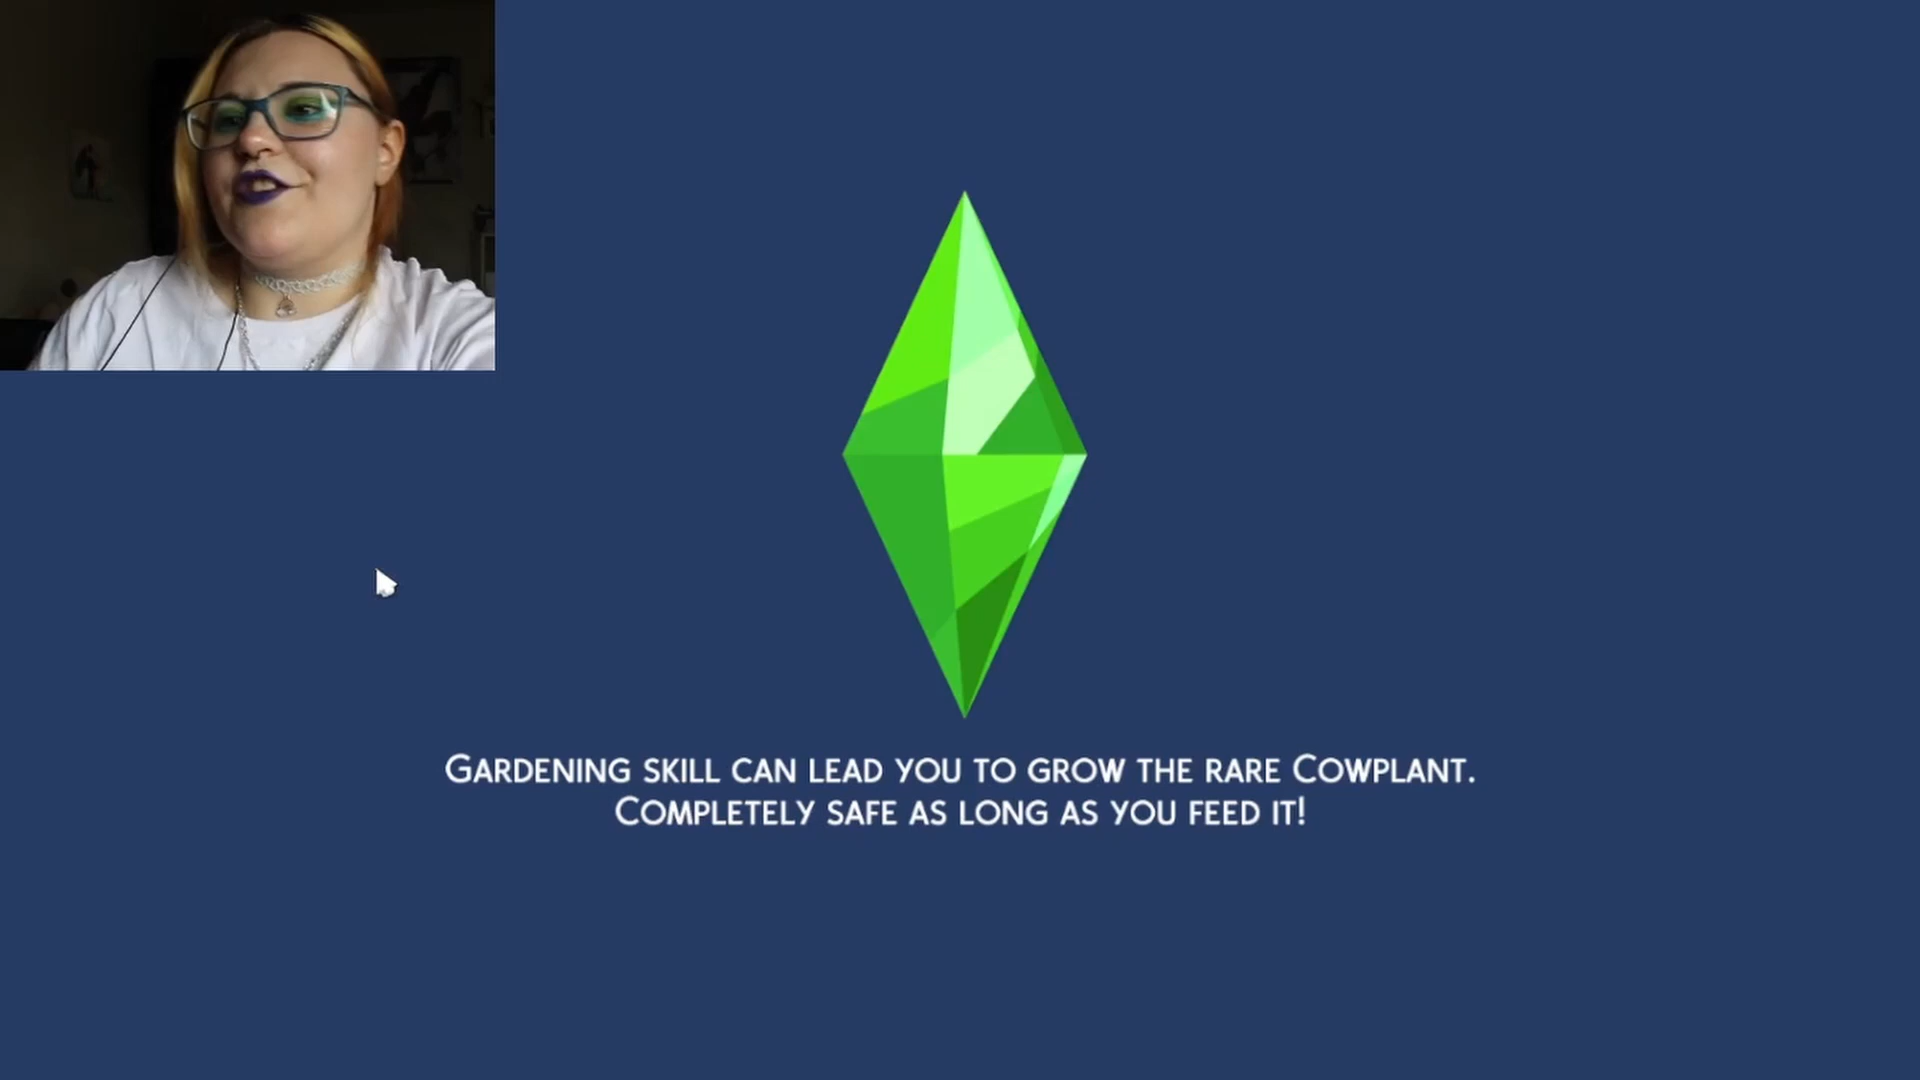 Gardening skill can lead you to grow the rare Cowplant.
Completely safe as long as you feed it!